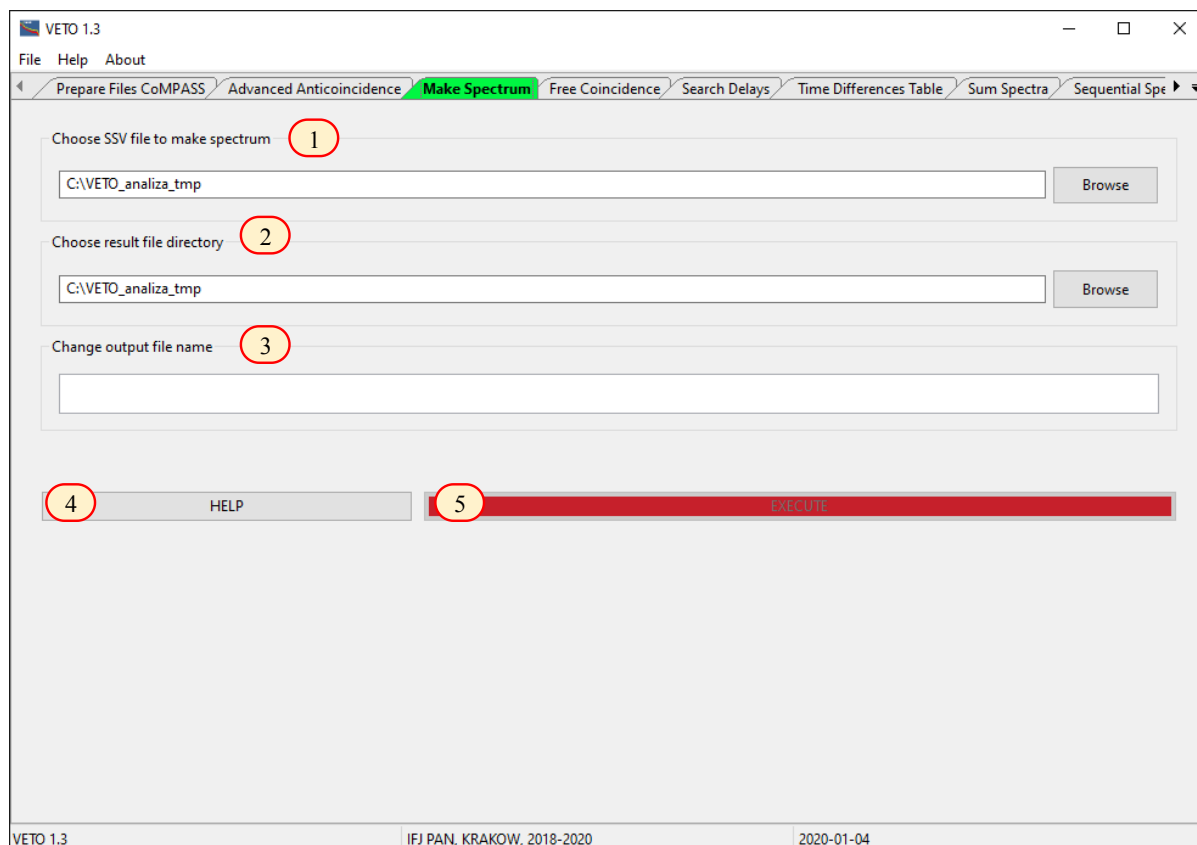 VETO 1.3
File Help About
Prepare Files CoMPASS Advanced Anticoincidence Make Spectrum Free Coincidence Search Delays Time Differences Table Sum Spectra Sequential Spe
Choose SSV file to make spectrum 1
C:\VETO_analiza_tmp Browse
Choose result file directory 2
C:\VETO_analiza_tmp Browse
Change output file name 3
4 HELP 5 EXECUTE
VETO 1.3 IFJ PAN, KRAKOW, 2018-2020 2020-01-04